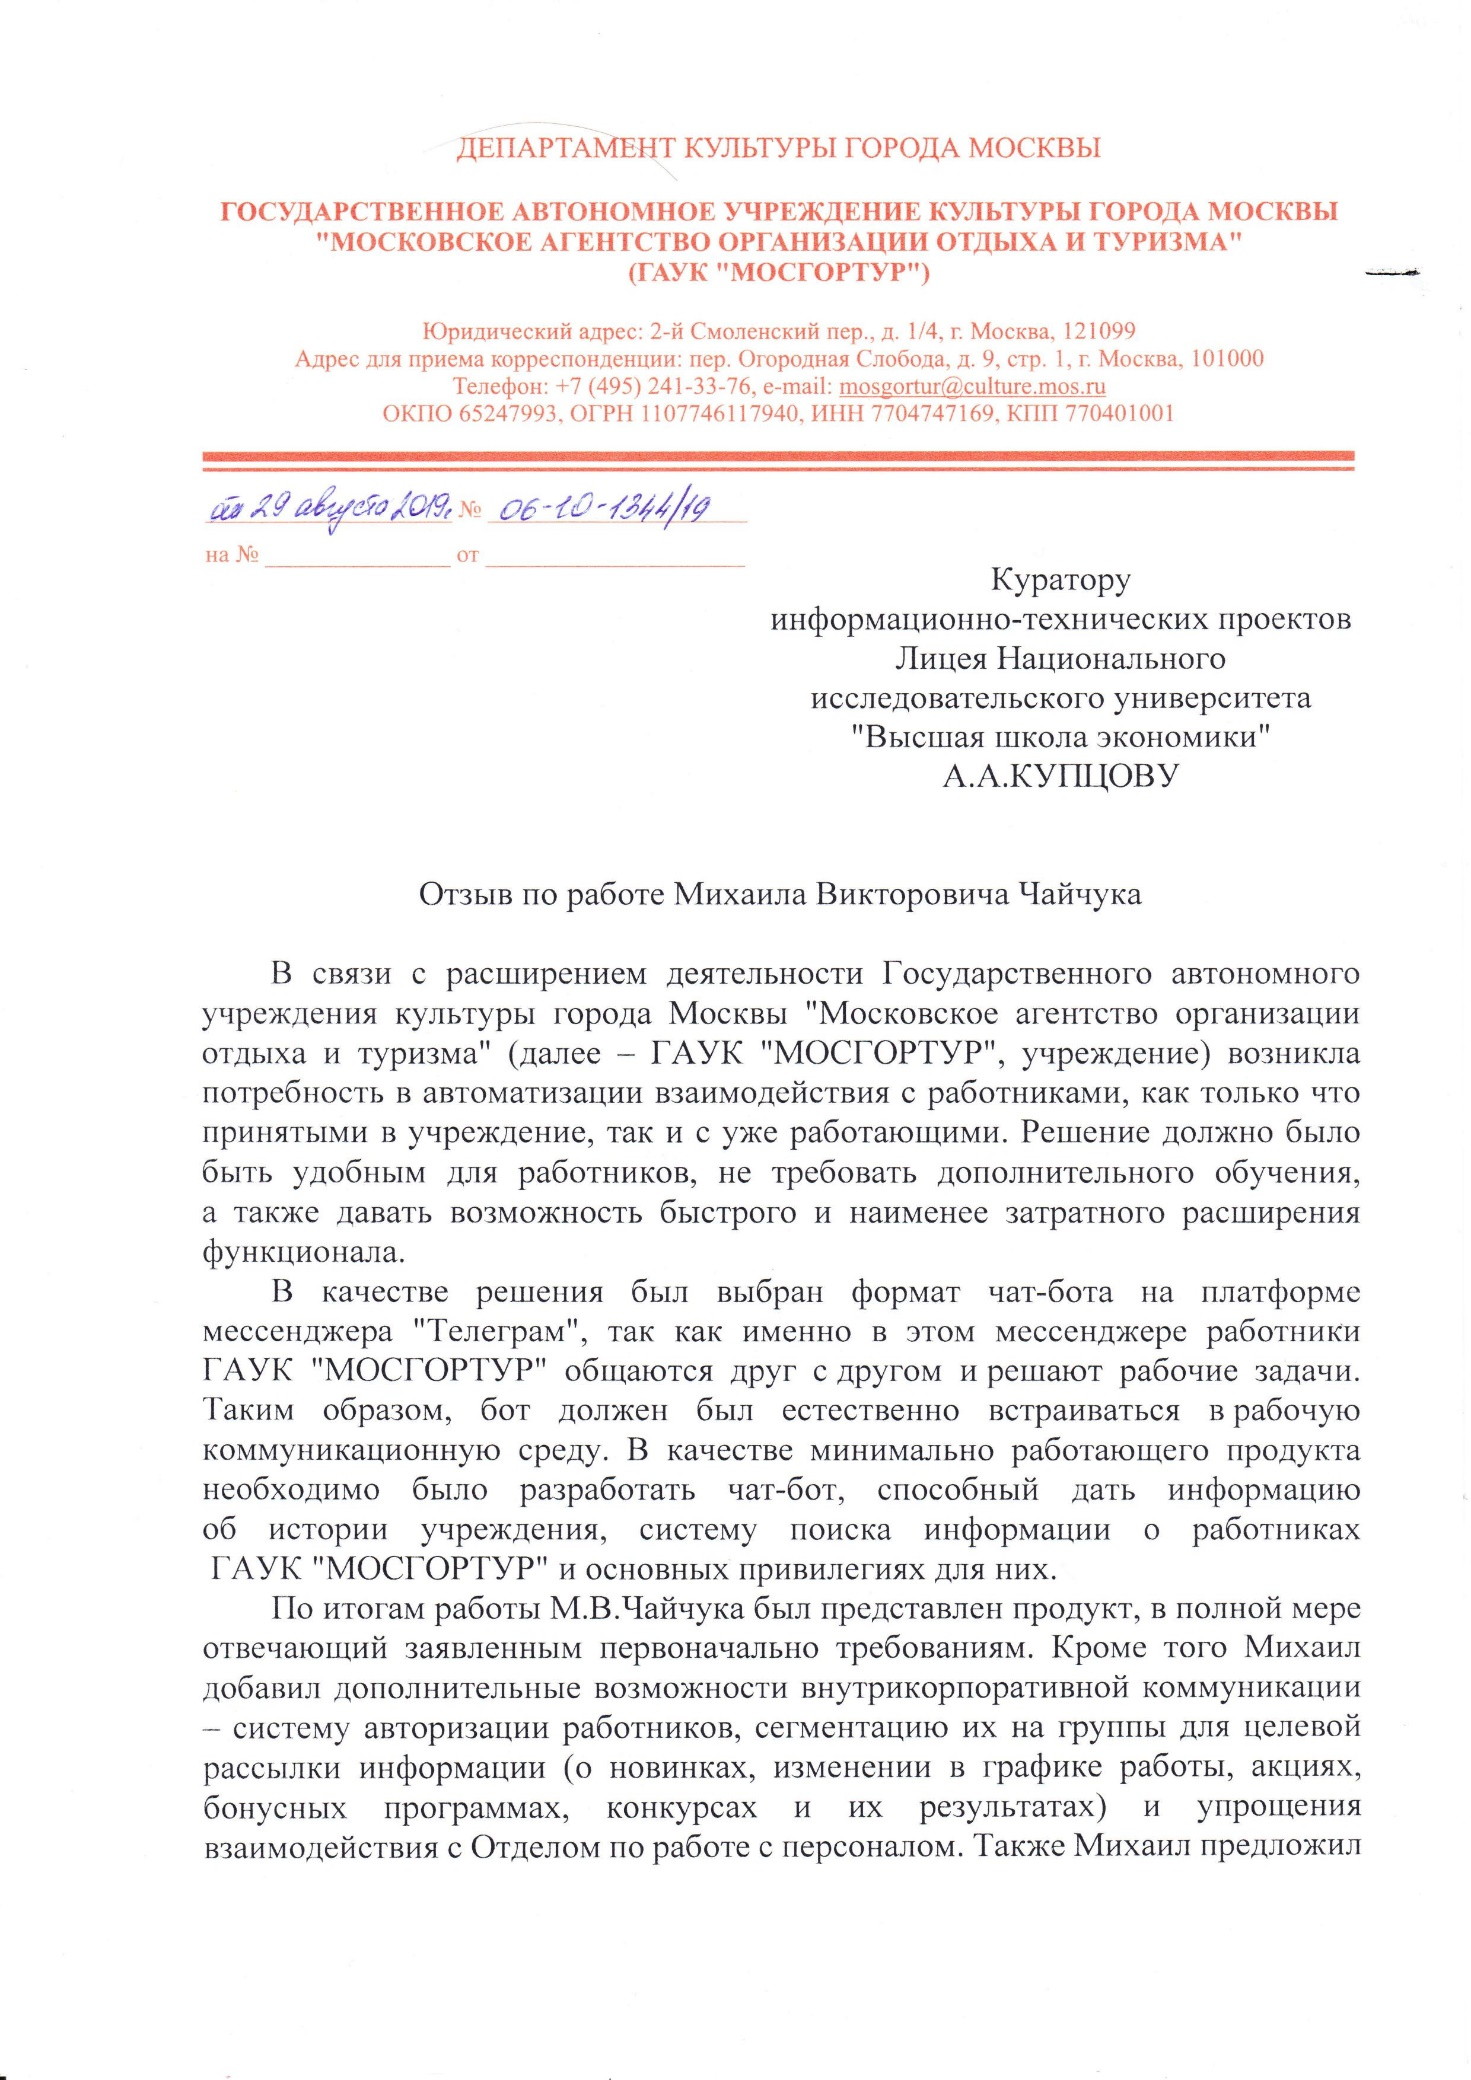 ДЕПАРТАМЕНТ КУЛЬТУРЫ ГОРОДА МОСКВЫ
ГОСУДАРСТВЕННОЕ АВТОНОМНОЕ УЧРЕЖДЕНИЕ КУЛЬТУРЫ ГОРОДА МОСКВЫ
"МОСКОВСКОЕ АГЕНТСТВО ОРГАНИЗАЦИИ ОТДЫХА И ТУРИЗМА"
(ГАУК "МОСГОРТУР")
Юридический адрес: 2-й Смоленский пер., д. 1/4, г. Москва, 121099
Адрес для приема корреспонденции: пер. Огородная Слобода, д. 9, стр. 1, г. Москва, 101000
Телефон: +7 (495) 241-33-76, e-mail: mosgortur@culture.mos.ru
ОКПО 65247993, ОГРН 1107746117940, ИНН 7704747169, КПП 770401001
от 29 августа 2019г. № 06-10-1344/19
на № от
Куратору
информационно-технических проектов
Лицея Национального
исследовательского университета
"Высшая школа экономики"
А.А.КУПЦОВУ
Отзыв по работе Михаила Викторовича Чайчука
В связи с расширением деятельности Государственного автономного
учреждения культуры города Москвы "Московское агентство организации
отдыха и туризма" (далее – ГАУК "МОСГОРТУР", учреждение) возникла
потребность в автоматизации взаимодействия с работниками, как только что
принятыми в учреждение, так и с уже работающими. Решение должно было
быть удобным для работников, не требовать дополнительного обучения,
а также давать возможность быстрого и наименее затратного расширения
функционала.
В качестве решения был выбран формат чат-бота на платформе
мессенджера "Телеграм", так как именно в этом мессенджере работники
ГАУК "МОСГОРТУР" общаются друг с другом и решают рабочие задачи.
Таким образом, бот должен был естественно встраиваться в рабочую
коммуникационную среду. В качестве минимально работающего продукта
необходимо было разработать чат-бот, способный дать информацию
об истории учреждения, систему поиска информации о работниках
ГАУК "МОСГОРТУР" и основных привилегиях для них.
По итогам работы М.В.Чайчука был представлен продукт, в полной мере
отвечающий заявленным первоначально требованиям. Кроме того Михаил
добавил дополнительные возможности внутрикорпоративной коммуникации
– систему авторизации работников, сегментацию их на группы для целевой
рассылки информации (о новинках, изменении в графике работы, акциях,
бонусных программах, конкурсах и их результатах) и упрощения
взаимодействия с Отделом по работе с персоналом. Также Михаил предложил